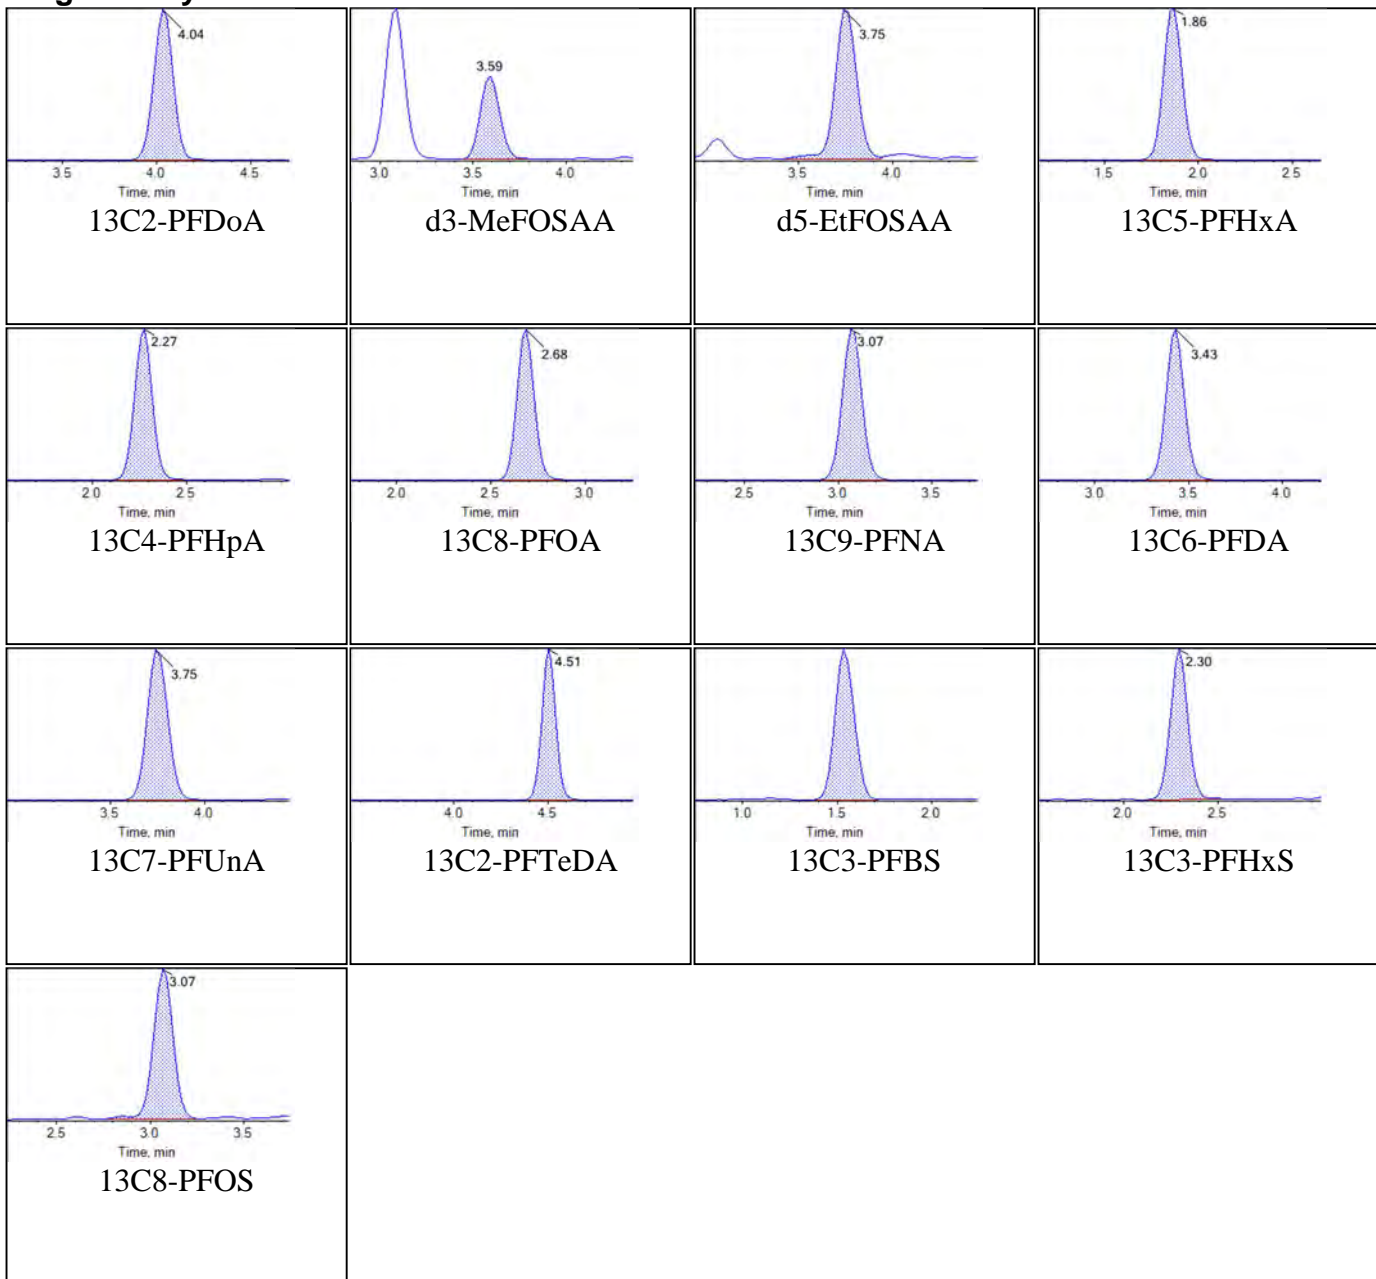 4.04
3.5 4.0 4.5
Time, min
13C2-PFDoA
3.59
3.0 3.5 4.0
Time, min
d3-MeFOSAA
3.75
3.5 4.0
Time, min
d5-EtFOSAA
1.86
1.5 2.0 2.5
Time, min
13C5-PFHxA
2.27
2.0 2.5
Time, min
13C4-PFHpA
2.68
2.0 2.5 3.0
Time, min
13C8-PFOA
3.07
2.5 3.0 3.5
Time, min
13C9-PFNA
3.43
3.0 3.5 4.0
Time, min
13C6-PFDA
3.75
3.5 4.0
Time, min
13C7-PFUnA
4.51
4.0 4.5
Time, min
13C2-PFTeDA
1.0 1.5 2.0
Time, min
13C3-PFBS
2.30
2.0 2.5
Time, min
13C3-PFHxS
3.07
2.5 3.0 3.5
Time, min
13C8-PFOS